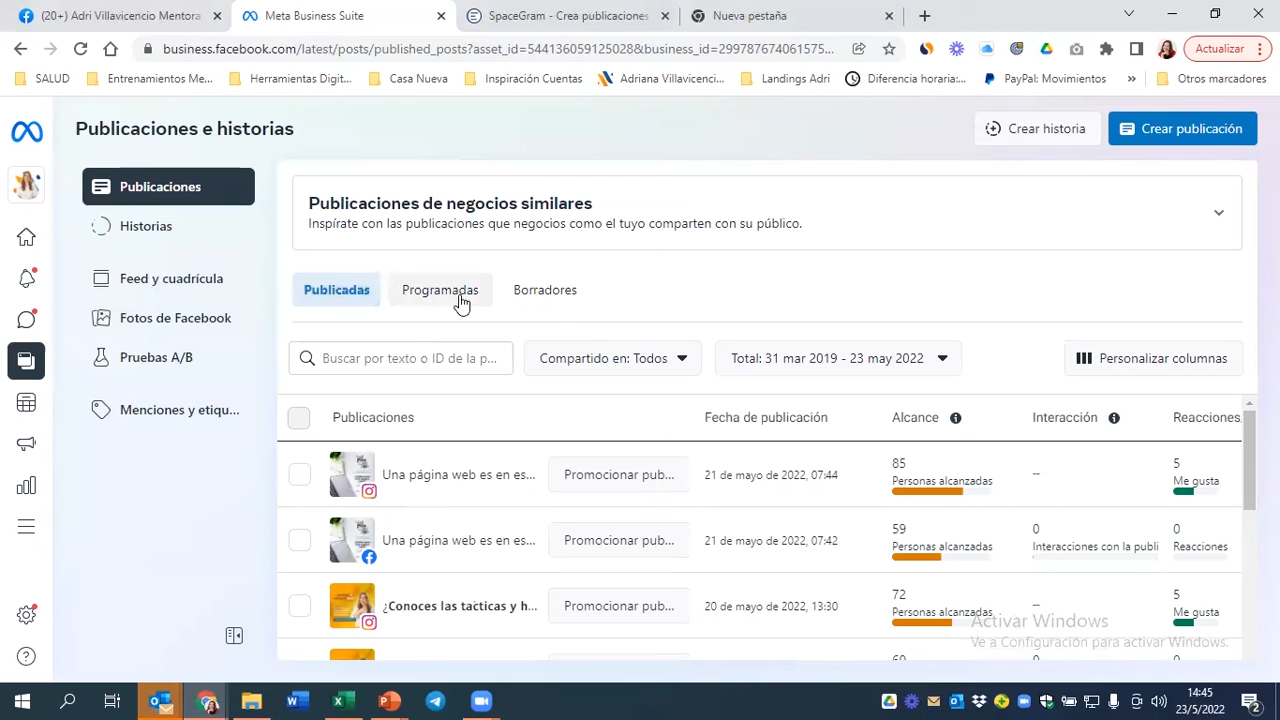 (20+) Adri Villavicencio Mentora
Meta Business Suite
SpaceGram - Crea publicaciones
Nueva pestaña
business.facebook.com/latest/posts/published_posts?asset_id=544136059125028&business_id=299787674061575...
Actualizar
SALUD
Entrenamientos Me...
Herramientas Digit...
Casa Nueva
Inspiración Cuentas
Adriana Villavicenci...
Landings Adri
Diferencia horaria:...
PayPal: Movimientos
»
Otros marcadores
Publicaciones e historias
Crear historia
Crear publicación
Publicaciones
Historias
Feed y cuadrícula
Fotos de Facebook
Pruebas A/B
Menciones y etiqu...
Publicaciones de negocios similares
Inspírate con las publicaciones que negocios como el tuyo comparten con su público.
Publicadas
Programadas
Borradores
Buscar por texto o ID de la p...
Compartido en: Todos
Total: 31 mar 2019 - 23 may 2022
Personalizar columnas
Publicaciones
Fecha de publicación
Alcance
Interacción
Reacciones
Una página web es en es...
Promocionar pub...
21 de mayo de 2022, 07:44
85
Personas alcanzadas
--
5
Me gusta
Una página web es en es...
Promocionar pub...
21 de mayo de 2022, 07:42
59
Personas alcanzadas
0
Interacciones con la publi
0
Reacciones
¿Conoces las tácticas y h...
Promocionar pub...
20 de mayo de 2022, 13:30
72
Personas alcanzadas
--
5
Me gusta
Activar Windows
Ve a Configuración para activar Windows.
14:45
23/5/2022
2